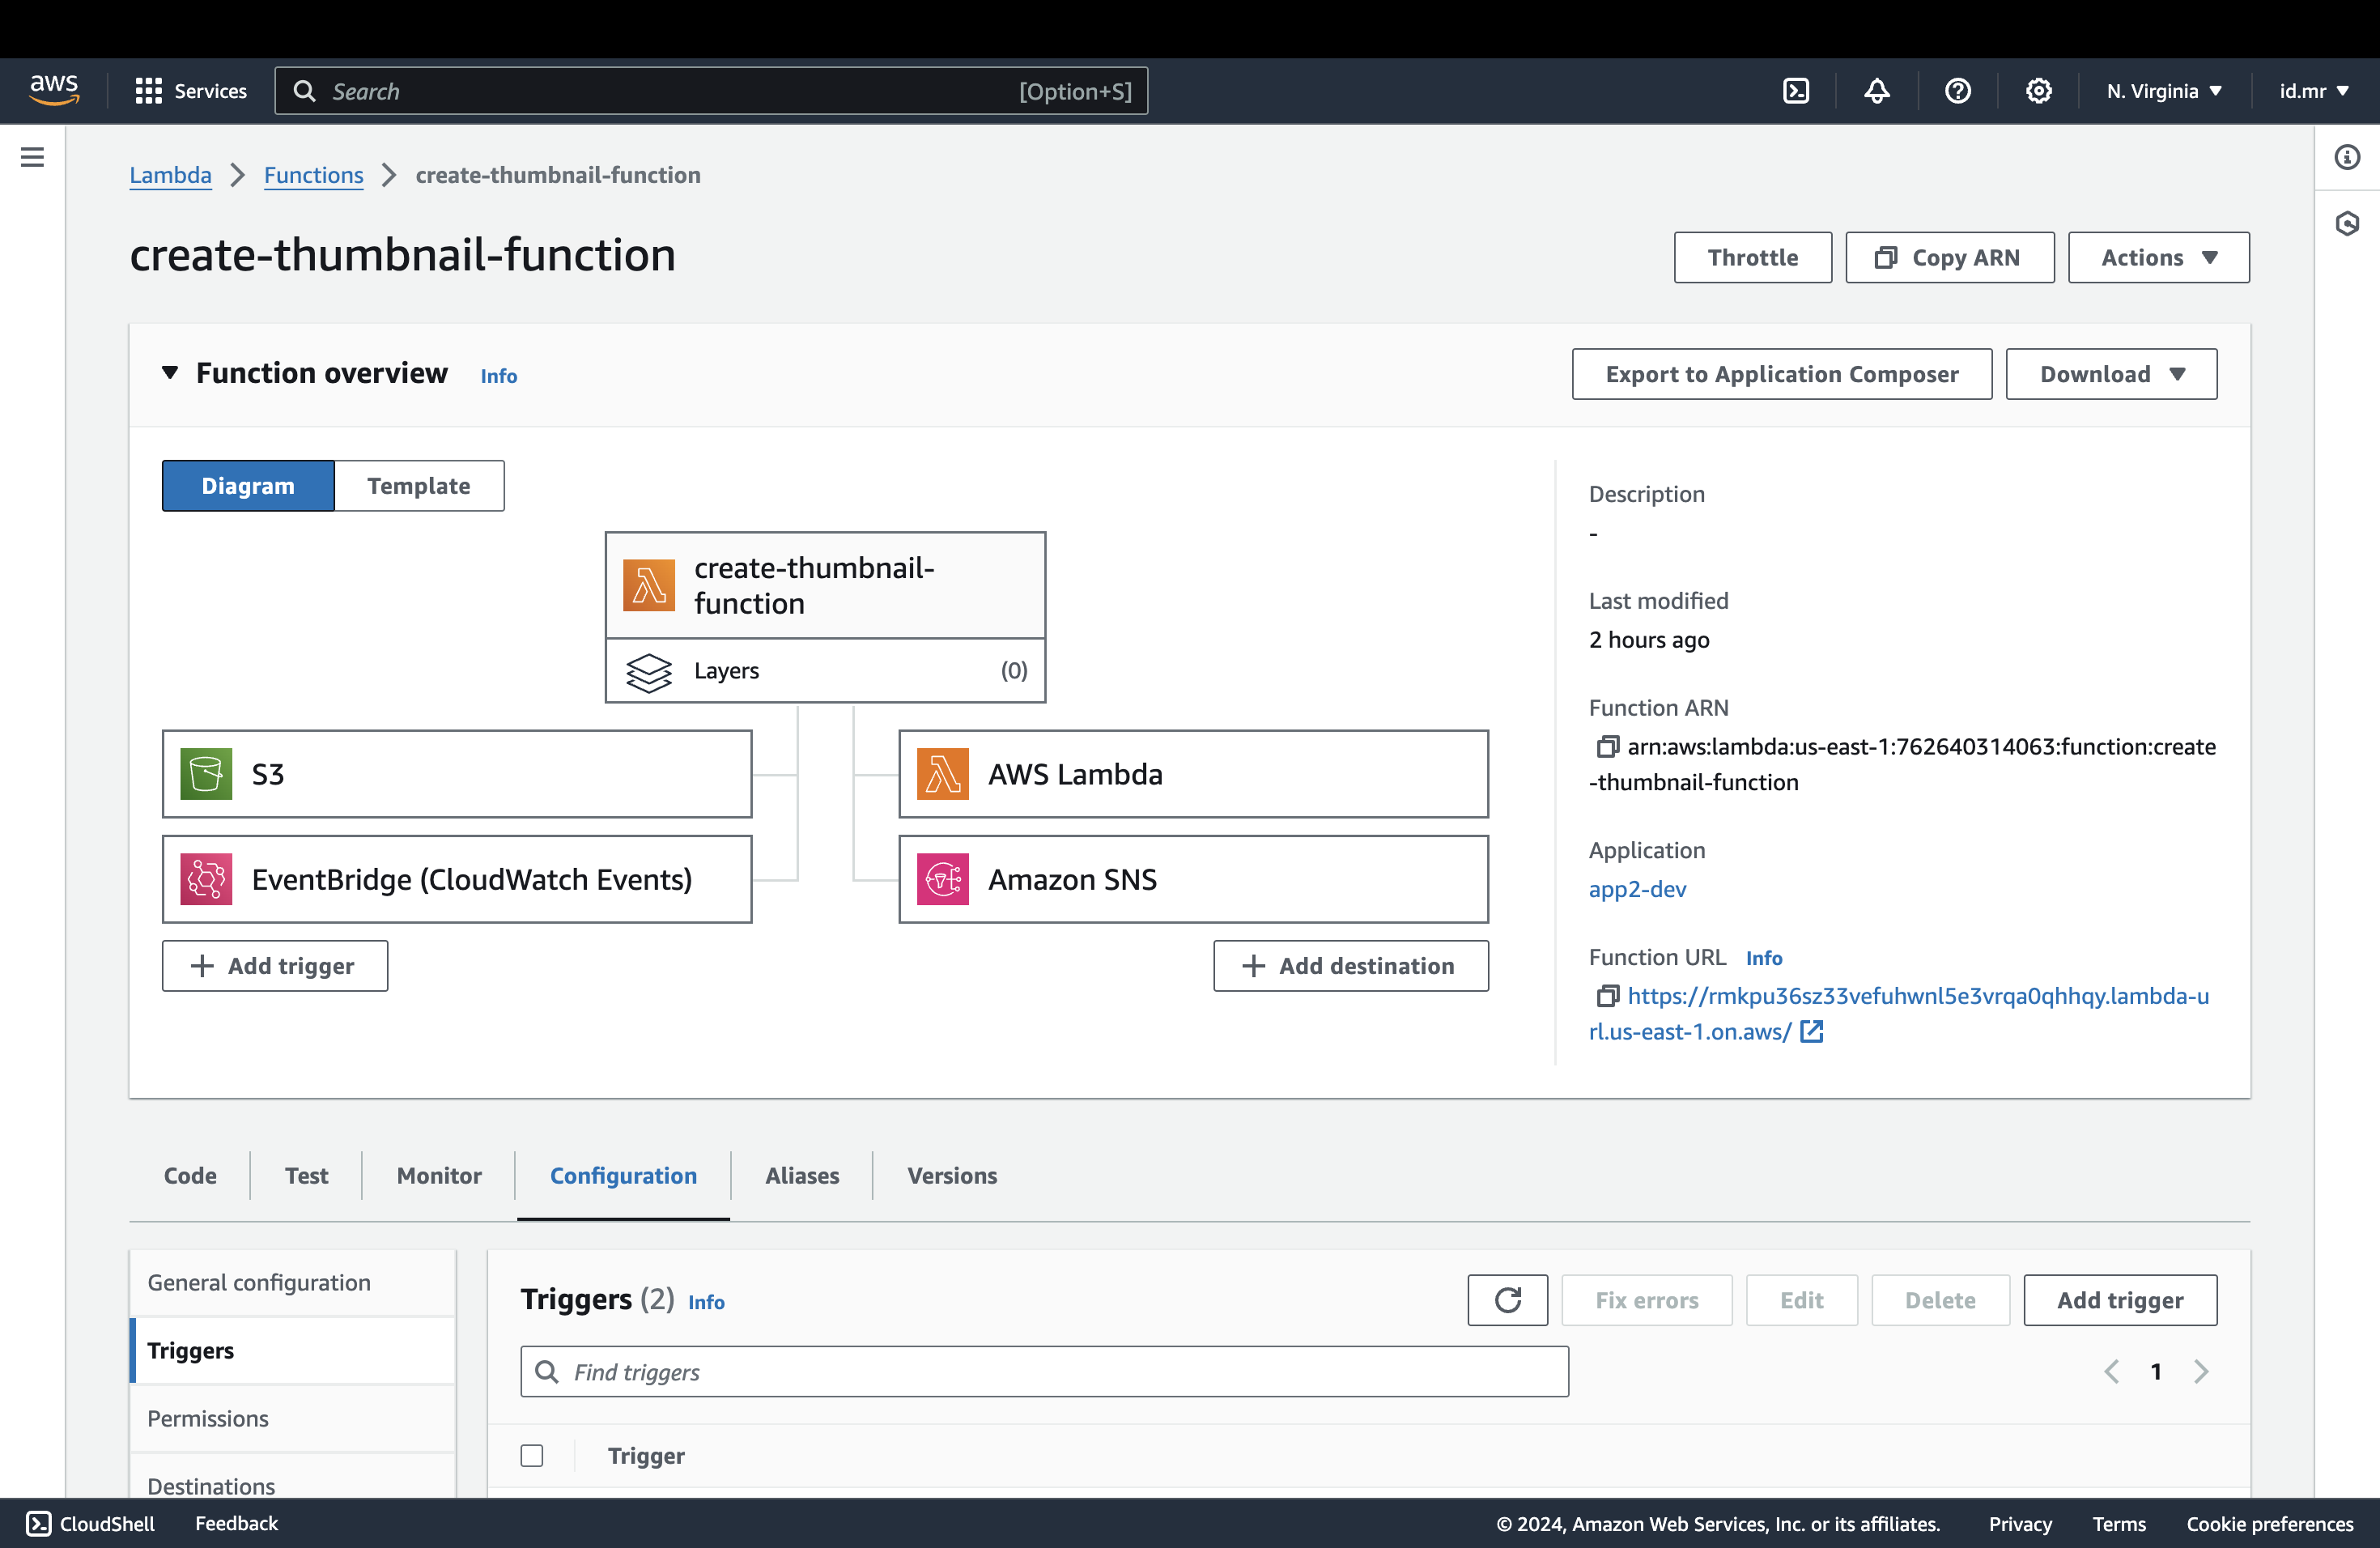 aws
Services
Search
[Option+S]
N. Virginia
id.mr
Lambda
Functions
create-thumbnail-function
create-thumbnail-function
Throttle
Copy ARN
Actions
Function overview
Info
Export to Application Composer
Download
Diagram
Template
create-thumbnail-
function
Layers
(0)
S3
EventBridge (CloudWatch Events)
Add trigger
AWS Lambda
Amazon SNS
Add destination
Description
-
Last modified
2 hours ago
Function ARN
arn:aws:lambda:us-east-1:762640314063:function:create
-thumbnail-function
Application
app2-dev
Function URL Info
https://rmkpu36sz33vefuhwnl5e3vrqa0qhhqy.lambda-u
rl.us-east-1.on.aws/
Code
Test
Monitor
Configuration
Aliases
Versions
General configuration
Triggers
Permissions
Destinations
Triggers (2) Info
Fix errors
Edit
Delete
Add trigger
Find triggers
1
Trigger
CloudShell
Feedback
© 2024, Amazon Web Services, Inc. or its affiliates.
Privacy
Terms
Cookie preferences